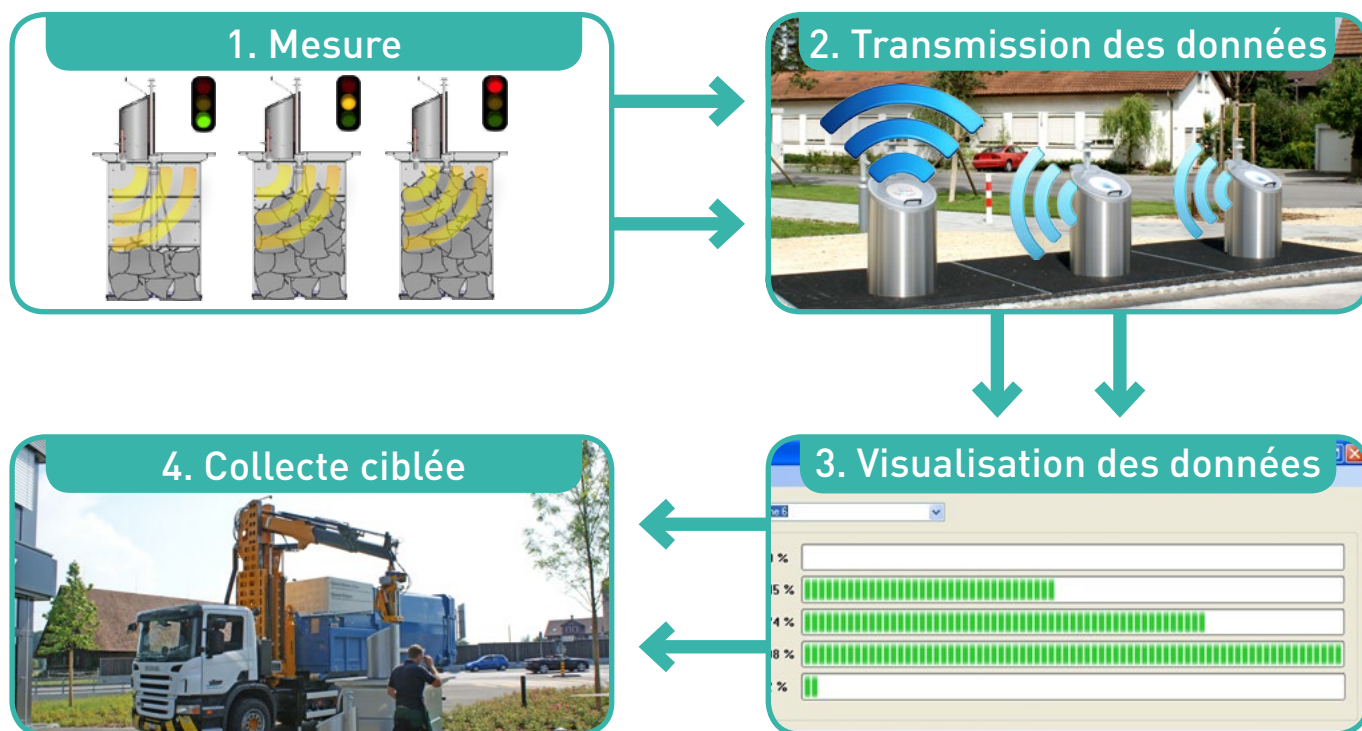 1. Mesure
2. Transmission des données
3. Visualisation des données
4. Collecte ciblée